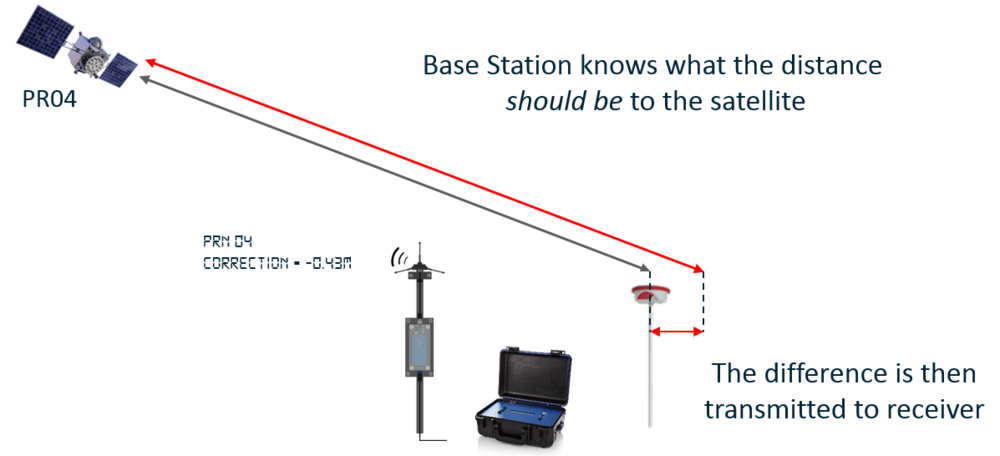 Base Station knows what the distance
should be to the satellite
PR04
PRN 04
CORRECTION = -0.43M
The difference is then
transmitted to receiver